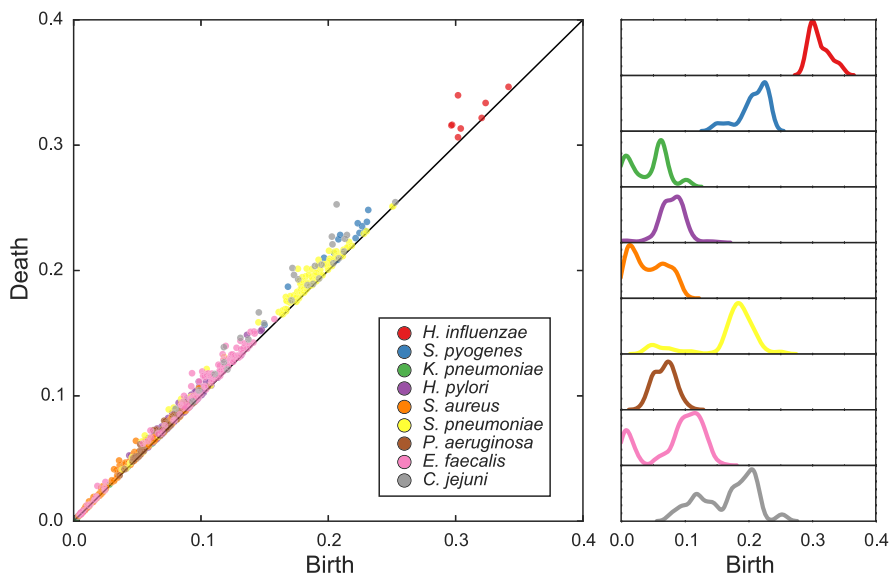 0.4
0.3
0.2
0.1
0.0
Death
0.0 0.1 0.2 0.3 0.4
Birth
H. influenzae
S. pyogenes
K. pneumoniae
H. pylori
S. aureus
S. pneumoniae
P. aeruginosa
E. faecalis
C. jejuni
0.0 0.1 0.2 0.3 0.4
Birth